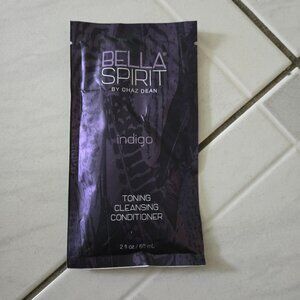 BELLA
SPIRIT
BY CHAZ DEAN
indigo
TONING
CLEANSING
CONDITIONER
2 fl oz / 60 mL